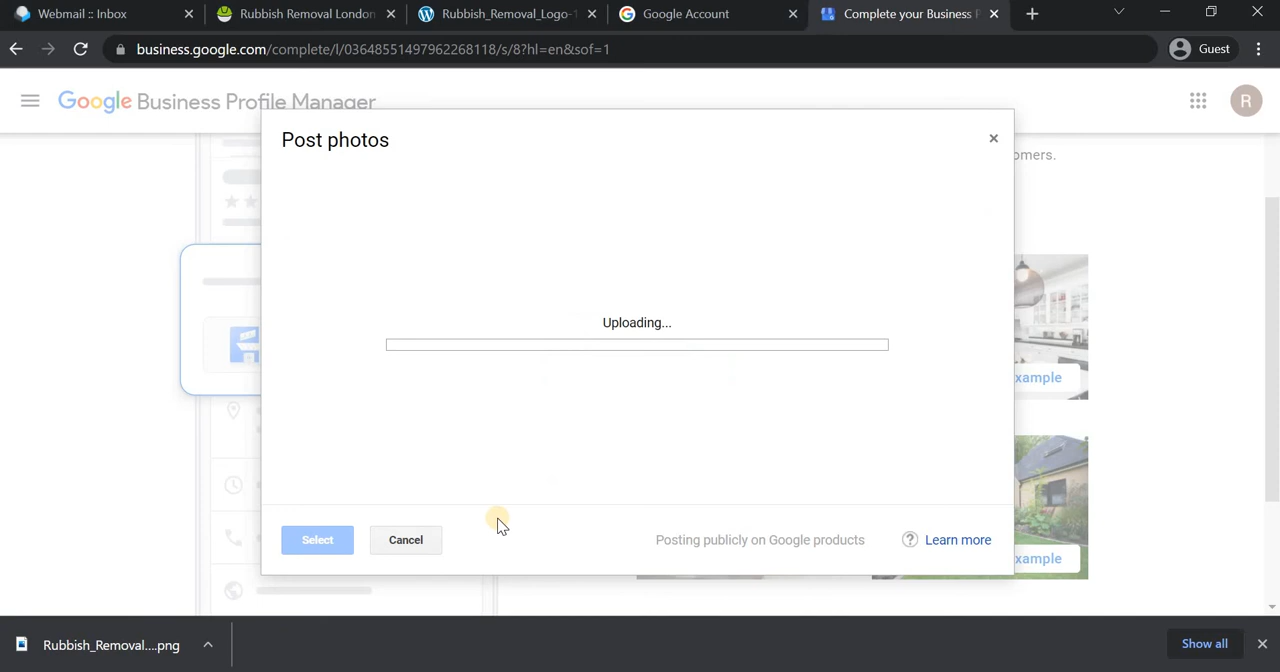 Webmail :: Inbox
Rubbish Removal London
Rubbish_Removal_Logo-1
Google Account
Complete your Business P
business.google.com/complete/l/03648551497962268118/s/8?hl=en&sof=1
Guest
Google Business Profile Manager
R
Post photos
omers.
Uploading...
xample
xample
Select
Cancel
Posting publicly on Google products
Learn more
Rubbish_Removal....png
Show all